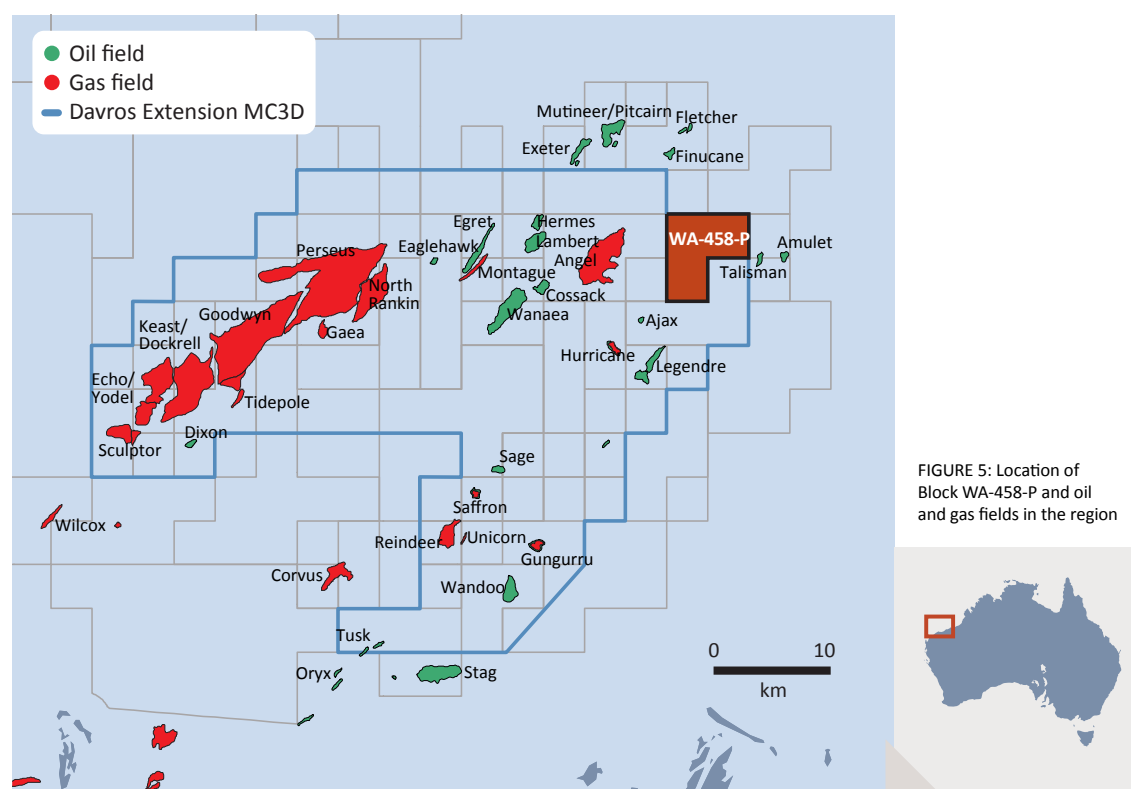 Oil field
Gas field
Davros Extension MC3D
Mutineer/Pitcairn
Fletcher
Exeter
Finucane
Egret
Hermes
WA-458-P
Lambert
Amulet
Perseus
Eaglehawk
Angel
Talisman
Montague
North
Rankin
Cossack
Goodwyn
Wanaea
Ajax
Keast/
Dockrell
Gaea
Hurricane
Legendre
Echo/
Yodel
Tidepole
Dixon
Sculptor
Sage
Saffron
Wilcox
Reindeer
Unicorn
Gungurru
Corvus
Wandoo
Tusk
Oryx
Stag
0 10
km
FIGURE 5: Location of
Block WA-458-P and oil
and gas fields in the region